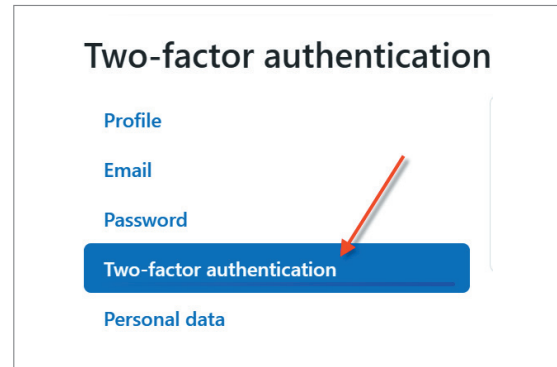 Two-factor authentication
Profile
Email
Password
Two-factor authentication
Personal data